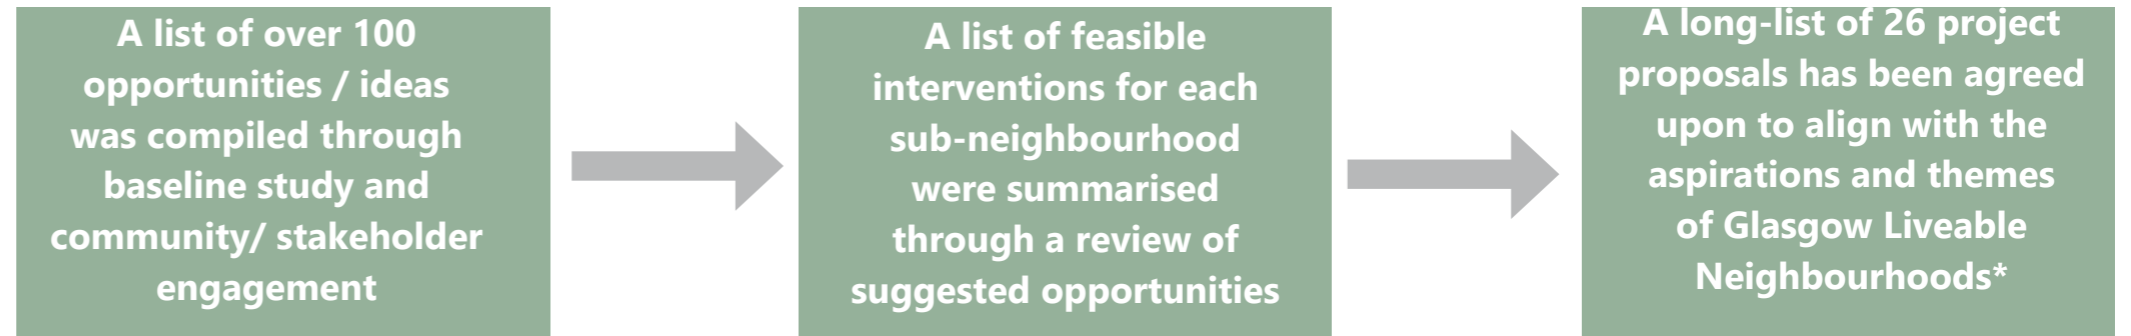 A list of over 100
opportunities / ideas
was compiled through
baseline study and
community/ stakeholder
engagement
A list of feasible
interventions for each
sub-neighbourhood
were summarised
through a review of
suggested opportunities
A long-list of 26 project
proposals has been agreed
upon to align with the
aspirations and themes
of Glasgow Liveable
Neighbourhoods*